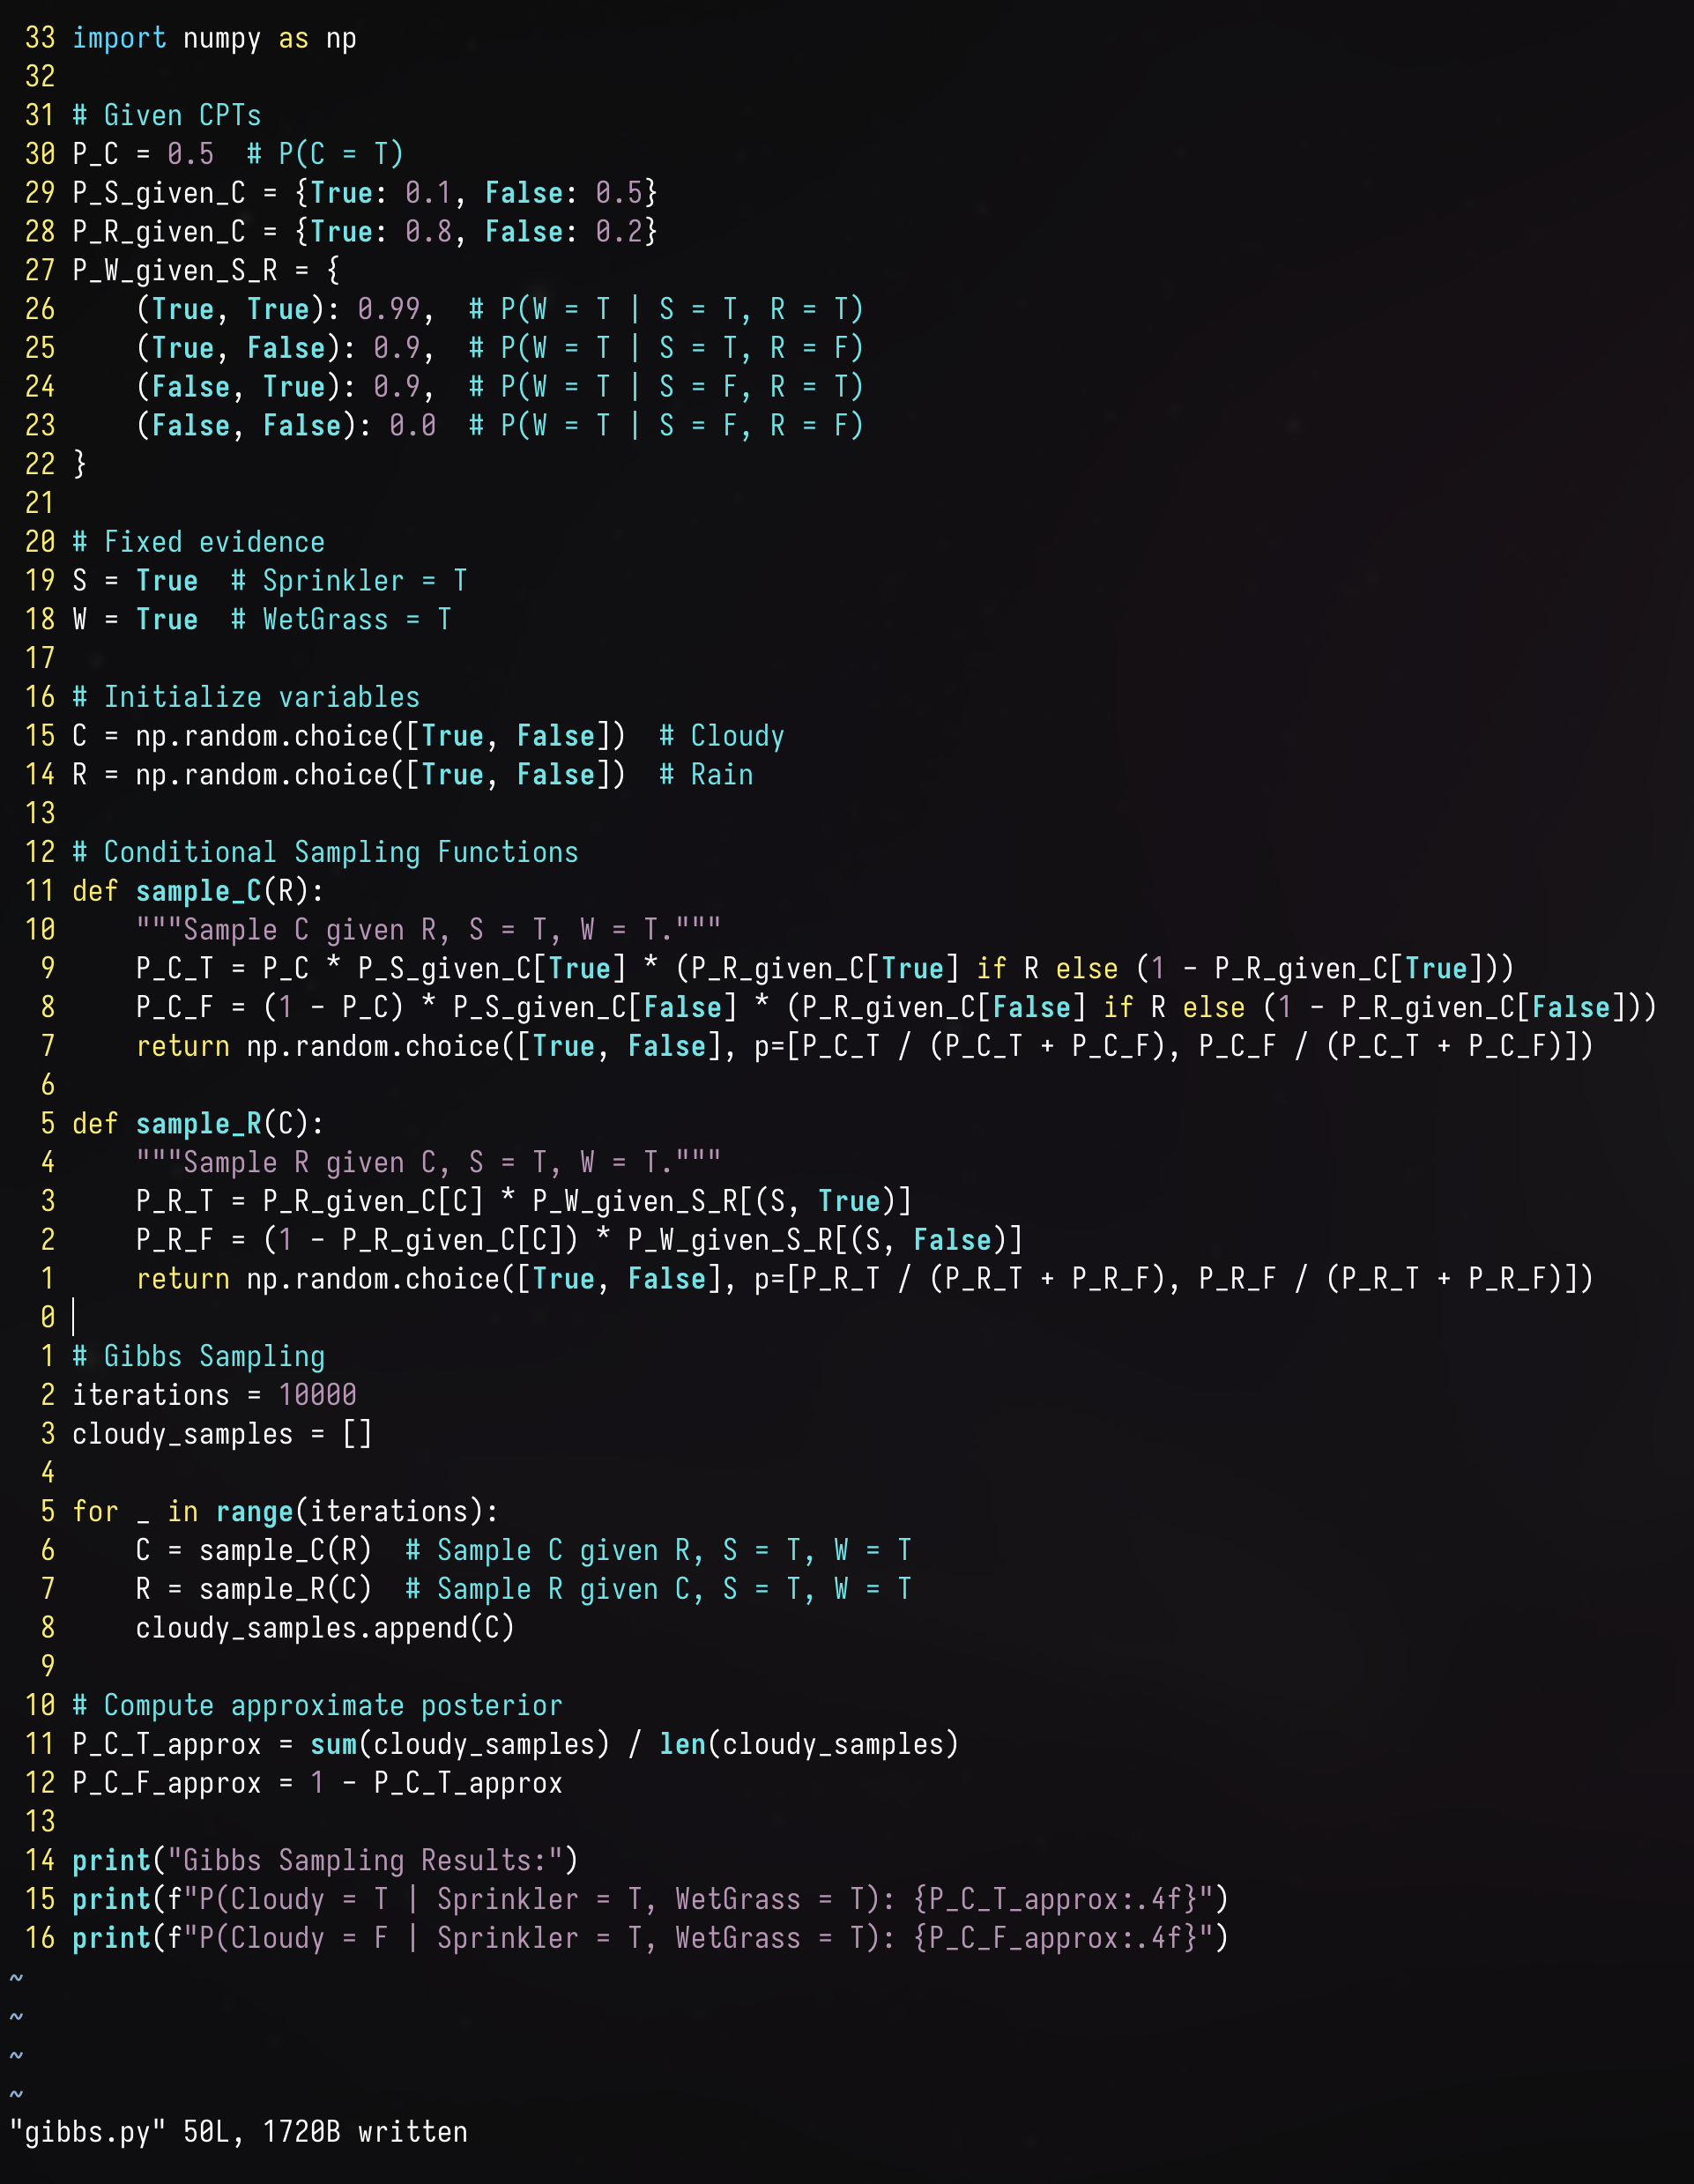 33 import numpy as np
32
31 # Given CPTs
30 P_C = 0.5  # P(C = T)
29 P_S_given_C = {True: 0.1, False: 0.5}
28 P_R_given_C = {True: 0.8, False: 0.2}
27 P_W_given_S_R = {
26     (True, True): 0.99,  # P(W = T | S = T, R = T)
25     (True, False): 0.9,  # P(W = T | S = T, R = F)
24     (False, True): 0.9,  # P(W = T | S = F, R = T)
23     (False, False): 0.0  # P(W = T | S = F, R = F)
22 }
21
20 # Fixed evidence
19 S = True  # Sprinkler = T
18 W = True  # WetGrass = T
17
16 # Initialize variables
15 C = np.random.choice([True, False])  # Cloudy
14 R = np.random.choice([True, False])  # Rain
13
12 # Conditional Sampling Functions
11 def sample_C(R):
10     """Sample C given R, S = T, W = T."""
 9     P_C_T = P_C * P_S_given_C[True] * (P_R_given_C[True] if R else (1 - P_R_given_C[True]))
 8     P_C_F = (1 - P_C) * P_S_given_C[False] * (P_R_given_C[False] if R else (1 - P_R_given_C[False]))
 7     return np.random.choice([True, False], p=[P_C_T / (P_C_T + P_C_F), P_C_F / (P_C_T + P_C_F)])
 6
 5 def sample_R(C):
 4     """Sample R given C, S = T, W = T."""
 3     P_R_T = P_R_given_C[C] * P_W_given_S_R[(S, True)]
 2     P_R_F = (1 - P_R_given_C[C]) * P_W_given_S_R[(S, False)]
 1     return np.random.choice([True, False], p=[P_R_T / (P_R_T + P_R_F), P_R_F / (P_R_T + P_R_F)])
 0
 1 # Gibbs Sampling
 2 iterations = 10000
 3 cloudy_samples = []
 4
 5 for _ in range(iterations):
 6     C = sample_C(R)  # Sample C given R, S = T, W = T
 7     R = sample_R(C)  # Sample R given C, S = T, W = T
 8     cloudy_samples.append(C)
 9
10 # Compute approximate posterior
11 P_C_T_approx = sum(cloudy_samples) / len(cloudy_samples)
12 P_C_F_approx = 1 - P_C_T_approx
13
14 print("Gibbs Sampling Results:")
15 print(f"P(Cloudy = T | Sprinkler = T, WetGrass = T): {P_C_T_approx:.4f}")
16 print(f"P(Cloudy = F | Sprinkler = T, WetGrass = T): {P_C_F_approx:.4f}")
~
~
~
~
"gibbs.py" 50L, 1720B written